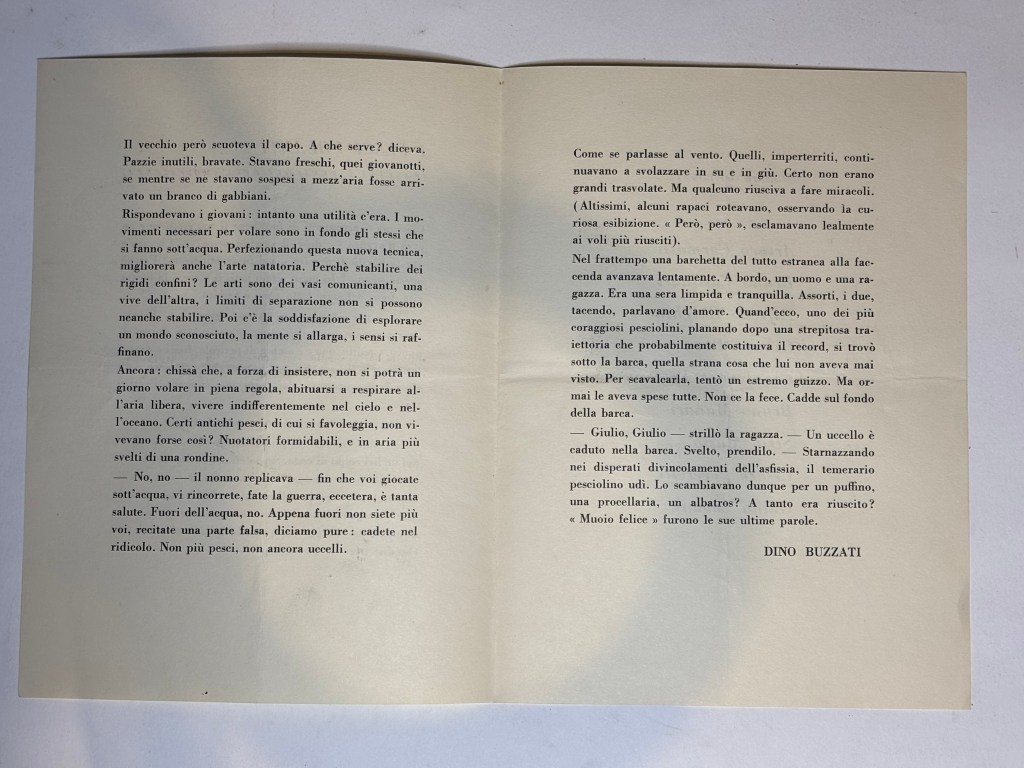 Il vecchio però scuoteva il capo. A che serve? diceva.
Pazzie inutili, bravate. Stavano freschi, quei giovanotti,
se mentre se ne stavano sospesi a mezz'aria fosse arri-
vato un branco di gabbiani.
Rispondevano i giovani: intanto una utilità c'era. I mo-
vimenti necessari per volare sono in fondo gli stessi che
si fanno sott'acqua. Perfezionando questa nuova tecnica,
migliorerà anche l'arte natatoria. Perchè stabilire dei
rigidi confini? Le arti sono dei vasi comunicanti, una
vive dell'altra, i limiti di separazione non si possono
neanche stabilire. Poi c'è la soddisfazione di esplorare
un mondo sconosciuto, la mente si allarga, i sensi si raf-
finano.
Ancora: chissà che, a forza di insistere, non si potrà un
giorno volare in piena regola, abituarsi a respirare al-
l'aria libera, vivere indifferentemente nel cielo e nel-
l'oceano. Certi antichi pesci, di cui si favoleggia, non vi-
vevano forse così? Nuotatori formidabili, e in aria più
svelti di una rondine.
— No, no — il nonno replicava — fin che voi giocate
sott'acqua, vi rincorrete, fate la guerra, eccetera, è tanta
salute. Fuori dell'acqua, no. Appena fuori non siete più
voi, recitate una parte falsa, diciamo pure: cadete nel
ridicolo. Non più pesci, non ancora uccelli.
Come se parlasse al vento. Quelli, imperterriti, conti-
nuavano a svolazzare in su e in giù. Certo non erano
grandi trasvolate. Ma qualcuno riusciva a fare miracoli.
(Altissimi, alcuni rapaci roteavano, osservando la cu-
riosa esibizione. « Però, però », esclamavano lealmente
ai voli più riusciti).
Nel frattempo una barchetta del tutto estranea alla fac-
cenda avanzava lentamente. A bordo, un uomo e una ra-
gazza. Era una sera limpida e tranquilla. Assorti, i due,
tacendo, parlavano d'amore. Quand'ecco, uno dei più
coraggiosi pesciolini, planando dopo una strepitosa tra-
iettoria che probabilmente costituiva il record, si trovò
sotto la barca, quella strana cosa che lui non aveva mai
visto. Per scavalcarla, tentò un estremo guizzo. Ma or-
mai le aveva spese tutte. Non ce la fece. Cadde sul fondo
della barca.
— Giulio, Giulio — strillò la ragazza. — Un uccello è
caduto nella barca. Svelto, prendilo. — Starnazzando
nei disperati divincolamenti dell'asfissia, il temerario
pesciolino udì. Lo scambiavano dunque per un puffino,
una procellaria, un albatros? A tanto era riuscito?
« Muoio felice » furono le sue ultime parole.
DINO BUZZATI